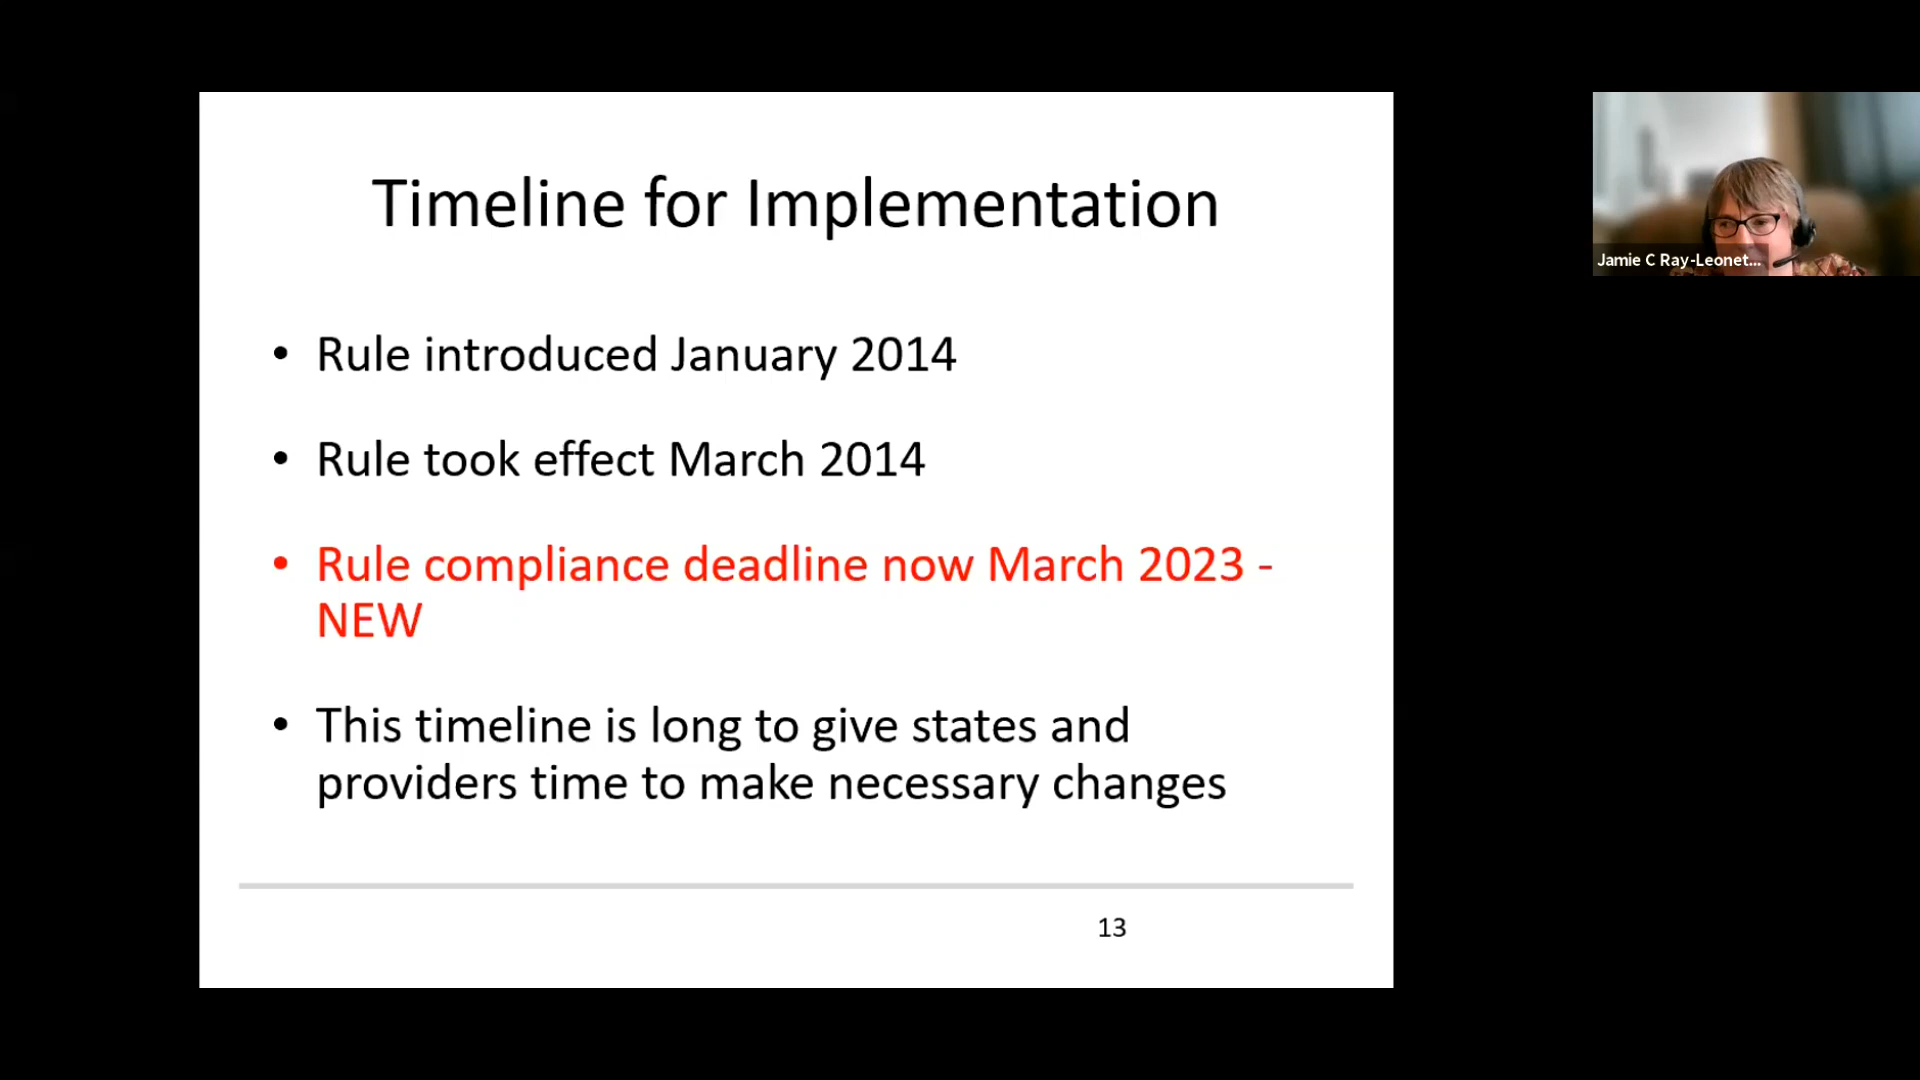 Timeline for Implementation
• Rule introduced January 2014
• Rule took effect March 2014
• Rule compliance deadline now March 2023 -
NEW
• This timeline is long to give states and
providers time to make necessary changes
13
Jamie C Ray-Leonet...